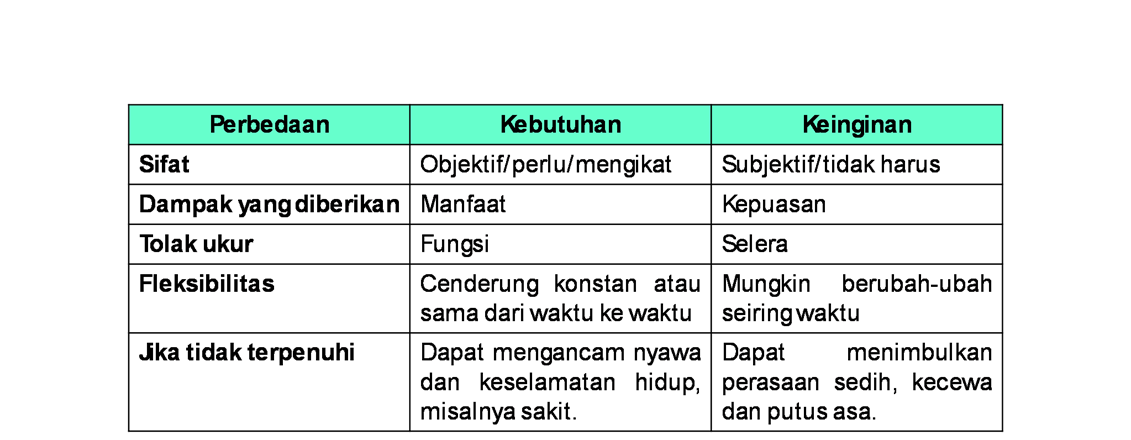 Perbedaan Kebutuhan Keinginan
Sifat Objektif/perlu/mengikat Subjektif/tidak harus
Dampak yang diberikan Manfaat Kepuasan
Tolak ukur Fungsi Selera
Fleksibilitas Cenderung konstan atau Mungkin berubah-ubah
sama dari waktu ke waktu seiring waktu
Jika tidak terpenuhi Dapat mengancam nyawa Dapat menimbulkan
dan keselamatan hidup, perasaan sedih, kecewa
misalnya sakit. dan putus asa.